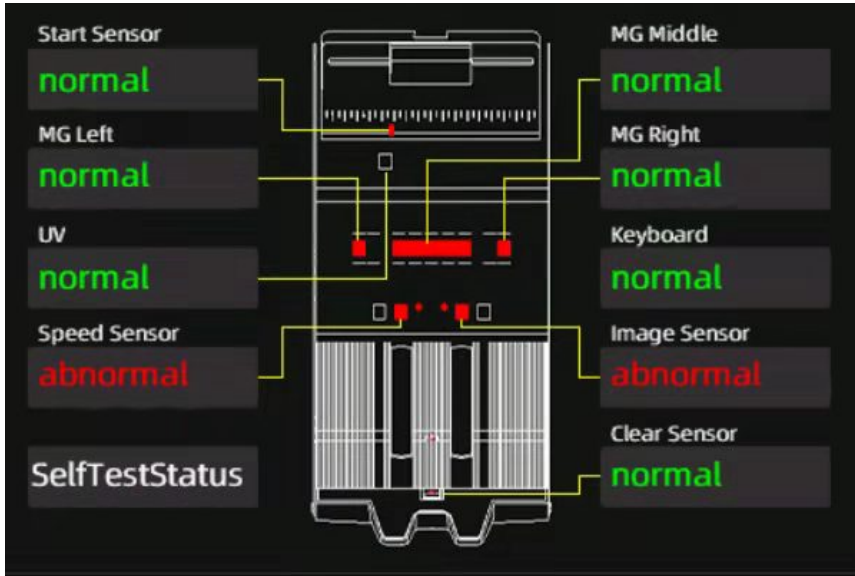 Start Sensor
normal
MG Left
normal
UV
normal
Speed Sensor
abnormal
SelfTestStatus
MG Middle
normal
MG Right
normal
Keyboard
normal
Image Sensor
abnormal
Clear Sensor
normal